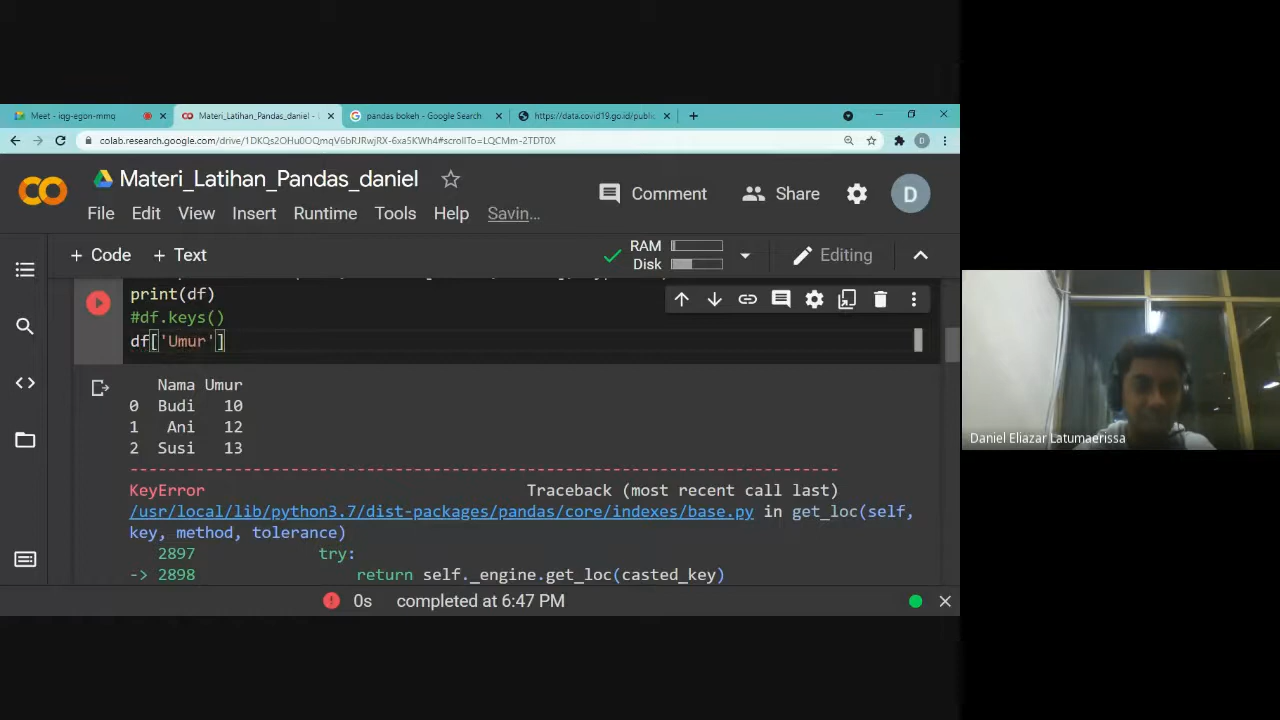 Meet - iqg-egon-mmq
Materi_Latihan_Pandas_daniel -
pandas bokeh - Google Search
https://data.covid19.go.id/public
colab.research.google.com/drive/1DKQs2OHu0OQmqV6bRJRwjRX-6xa5KWh4#scrollTo=LQCMm-2TDT0X
Materi_Latihan_Pandas_daniel
Comment
Share
D
File Edit View Insert Runtime Tools Help Savin…
+ Code + Text
RAM
Disk
Editing
print(df)
#df.keys()
df['Umur']
Nama Umur
0 Budi 10
1 Ani 12
2 Susi 13
---------------------------------------------------------------------------
KeyError Traceback (most recent call last)
/usr/local/lib/python3.7/dist-packages/pandas/core/indexes/base.py in get_loc(self,
key, method, tolerance)
2897 try:
-> 2898 return self._engine.get_loc(casted_key)
0s completed at 6:47 PM
Daniel Eliazar Latumaerissa